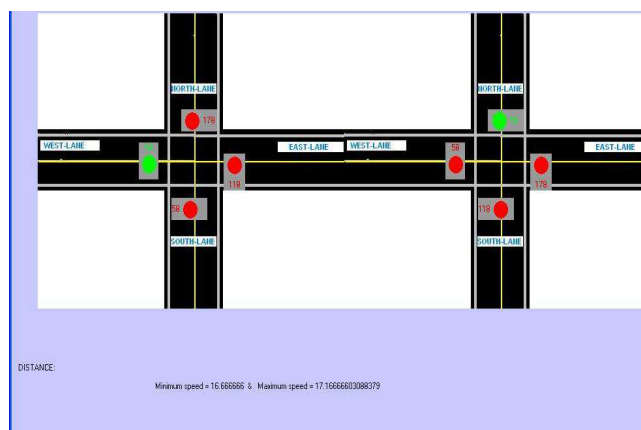 NORTH-LANE NORTH-LANE
178
WEST-LANE EAST-LANE WEST-LANE EAST-LANE
58
118 178
58 118
SOUTH-LANE SOUTH-LANE
DISTANCE:
Minimum speed = 16.666666 & Maximum speed = 17.16666603088379